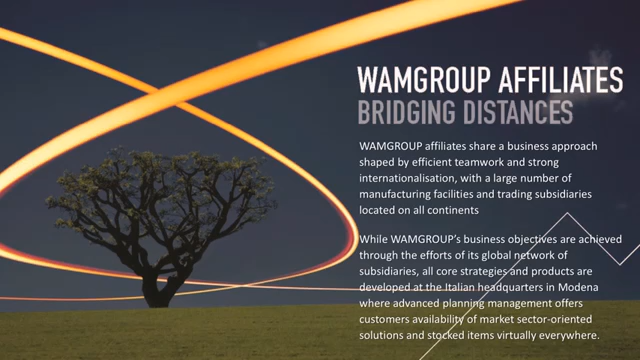 WAMGROUP AFFILIATES
BRIDGING DISTANCES
WAMGROUP affiliates share a business approach
shaped by efficient teamwork and strong
internationalisation, with a large number of
manufacturing facilities and trading subsidiaries
located on all continents
While WAMGROUP's business objectives are achieved
through the efforts of its global network of
subsidiaries, all core strategies and products are
developed at the Italian headquarters in Modena
where advanced planning management offers
customers availability of market sector-oriented
solutions and stocked items virtually everywhere.